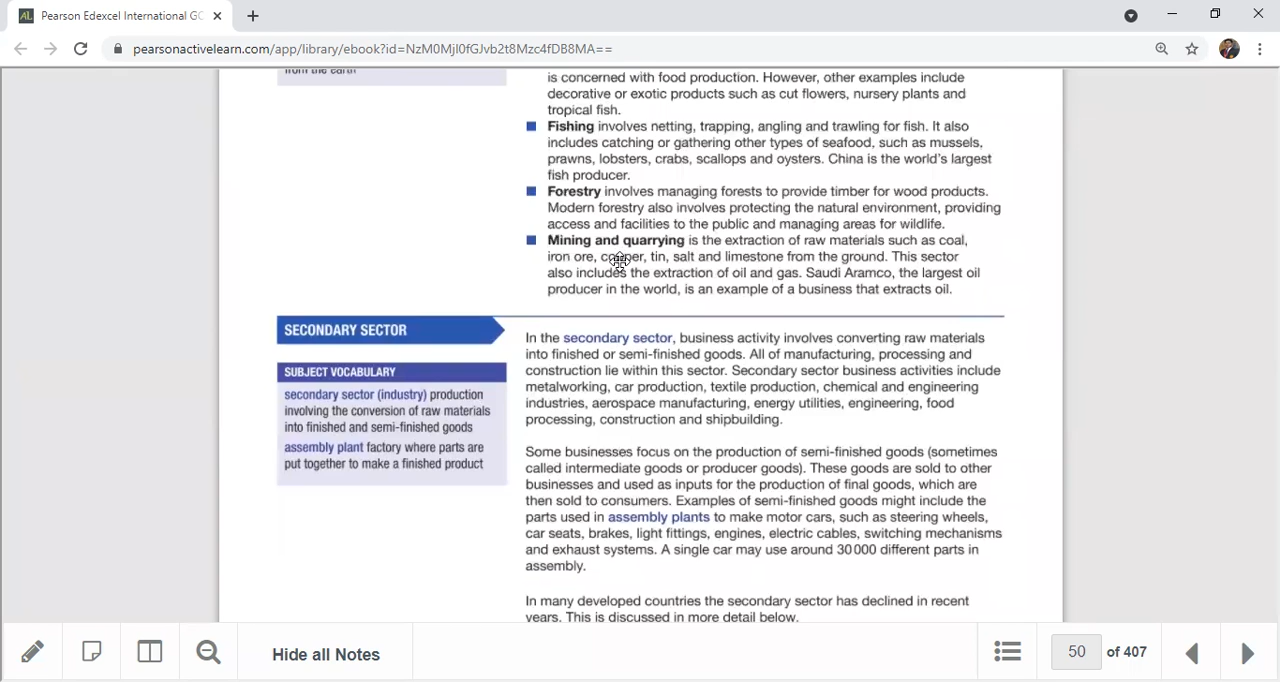 Pearson Edexcel International GC
pearsonactivelearn.com/app/library/ebook?id=NzM0MjI0fGJvb2t8Mzc4fDB8MA==
from the earth
is concerned with food production. However, other examples include
decorative or exotic products such as cut flowers, nursery plants and
tropical fish.
Fishing involves netting, trapping, angling and trawling for fish. It also
includes catching or gathering other types of seafood, such as mussels,
prawns, lobsters, crabs, scallops and oysters. China is the world's largest
fish producer.
Forestry involves managing forests to provide timber for wood products.
Modern forestry also involves protecting the natural environment, providing
access and facilities to the public and managing areas for wildlife.
Mining and quarrying is the extraction of raw materials such as coal,
iron ore, copper, tin, salt and limestone from the ground. This sector
also includes the extraction of oil and gas. Saudi Aramco, the largest oil
producer in the world, is an example of a business that extracts oil.
SECONDARY SECTOR
SUBJECT VOCABULARY
secondary sector (industry) production
involving the conversion of raw materials
into finished and semi-finished goods
assembly plant factory where parts are
put together to make a finished product
In the secondary sector, business activity involves converting raw materials
into finished or semi-finished goods. All of manufacturing, processing and
construction lie within this sector. Secondary sector business activities include
metalworking, car production, textile production, chemical and engineering
industries, aerospace manufacturing, energy utilities, engineering, food
processing, construction and shipbuilding.
Some businesses focus on the production of semi-finished goods (sometimes
called intermediate goods or producer goods). These goods are sold to other
businesses and used as inputs for the production of final goods, which are
then sold to consumers. Examples of semi-finished goods might include the
parts used in assembly plants to make motor cars, such as steering wheels,
car seats, brakes, light fittings, engines, electric cables, switching mechanisms
and exhaust systems. A single car may use around 30 000 different parts in
assembly.
In many developed countries the secondary sector has declined in recent
years. This is discussed in more detail below.
Hide all Notes
50 of 407